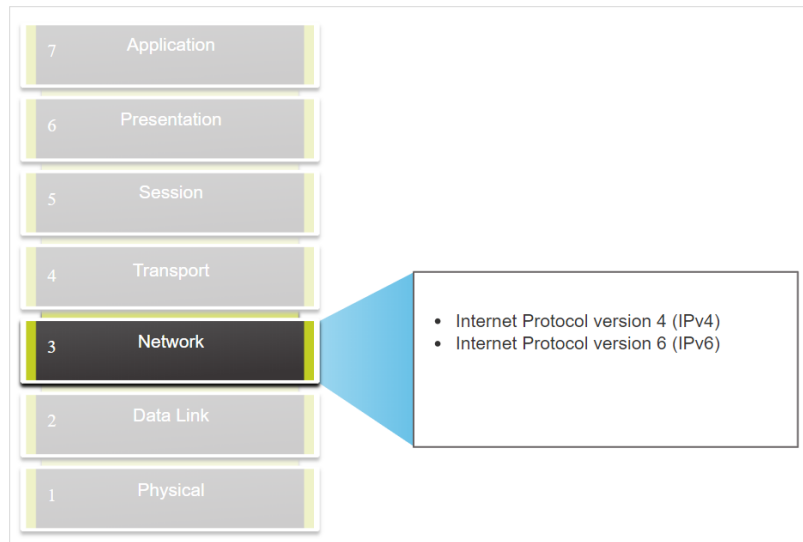 7 Application
6 Presentation
5 Session
4 Transport
3 Network
• Internet Protocol version 4 (IPv4)
• Internet Protocol version 6 (IPv6)
2 Data Link
1 Physical